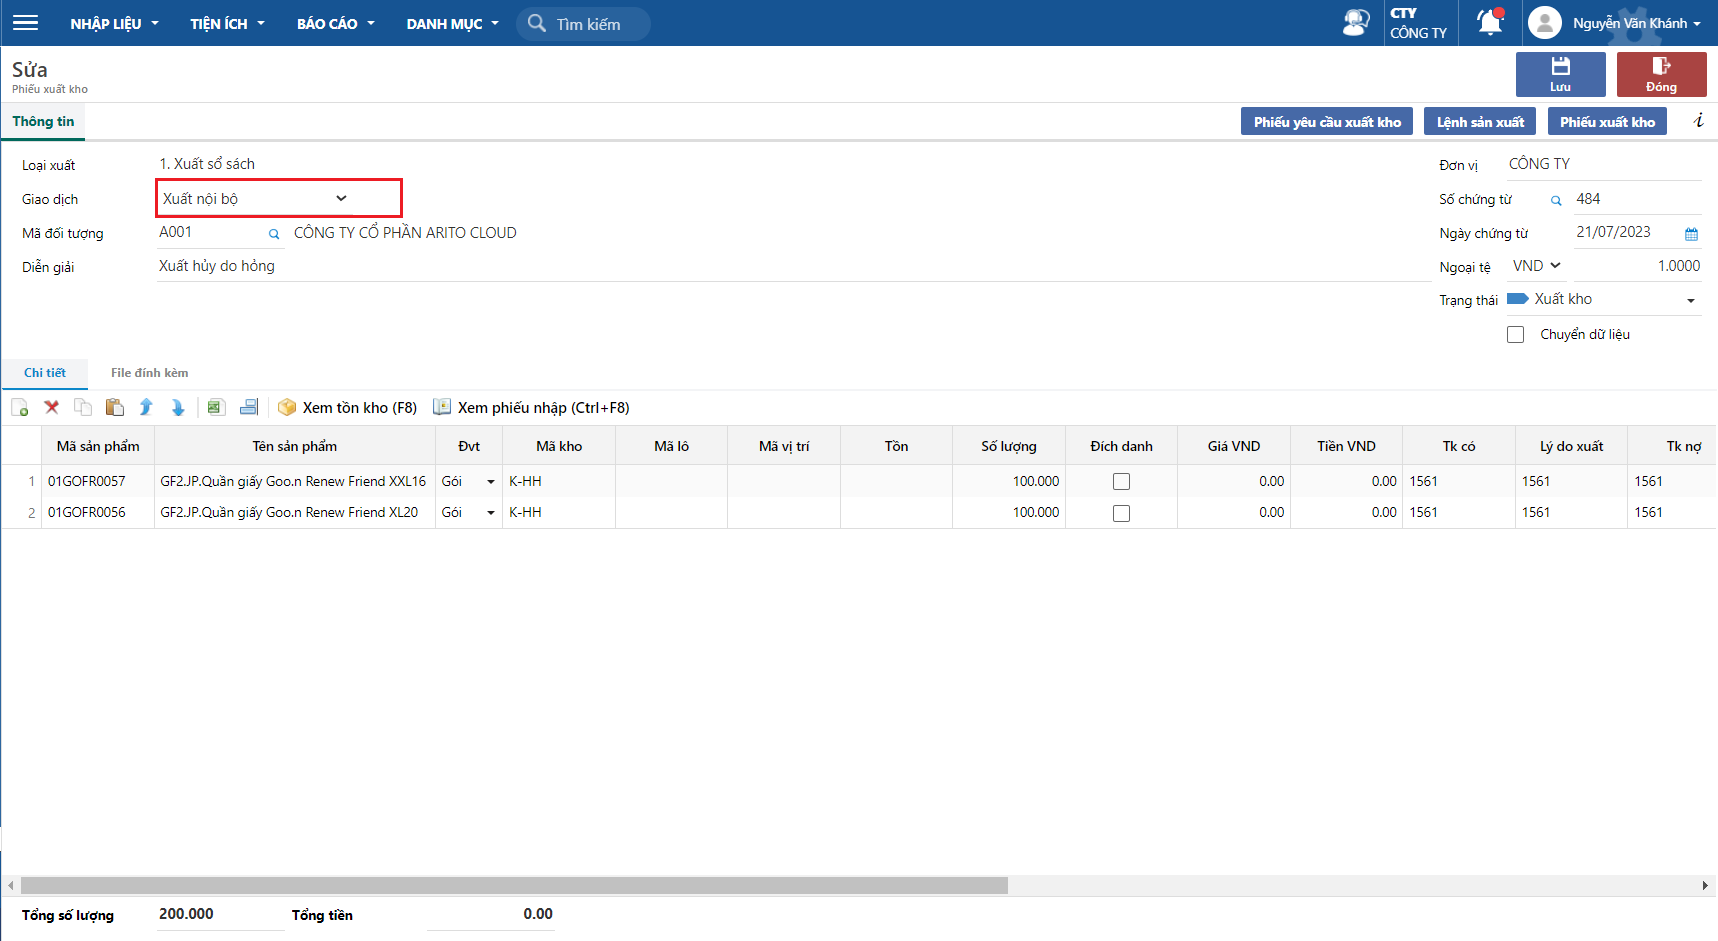 NHẬP LIỆU TIỆN ÍCH BÁO CÁO DANH MỤC Tìm kiếm CTY CÔNG TY Nguyễn Văn Khánh
Sửa
Phiếu xuất kho
Lưu Đóng
Thông tin Phiếu yêu cầu xuất kho Lệnh sản xuất Phiếu xuất kho i
Loại xuất 1. Xuất sổ sách Đơn vị CÔNG TY
Giao dịch Xuất nội bộ Số chứng từ 484
Mã đối tượng A001 CÔNG TY CỔ PHẦN ARITO CLOUD Ngày chứng từ 21/07/2023
Diễn giải Xuất hủy do hỏng Ngoại tệ VND 1.0000
Trạng thái Xuất kho
Chuyển dữ liệu
Chi tiết File đính kèm
Xem tồn kho (F8) Xem phiếu nhập (Ctrl+F8)
Mã sản phẩm Tên sản phẩm Đvt Mã kho Mã lô Mã vị trí Tồn Số lượng Đích danh Giá VND Tiền VND Tk có Lý do xuất Tk nợ
1 01GOFR0057 GF2.JP.Quần giấy Goo.n Renew Friend XXL16 Gói K-HH 100.000 0.00 0.00 1561 1561 1561
2 01GOFR0056 GF2.JP.Quần giấy Goo.n Renew Friend XL20 Gói K-HH 100.000 0.00 0.00 1561 1561 1561
Tổng số lượng 200.000 Tổng tiền 0.00